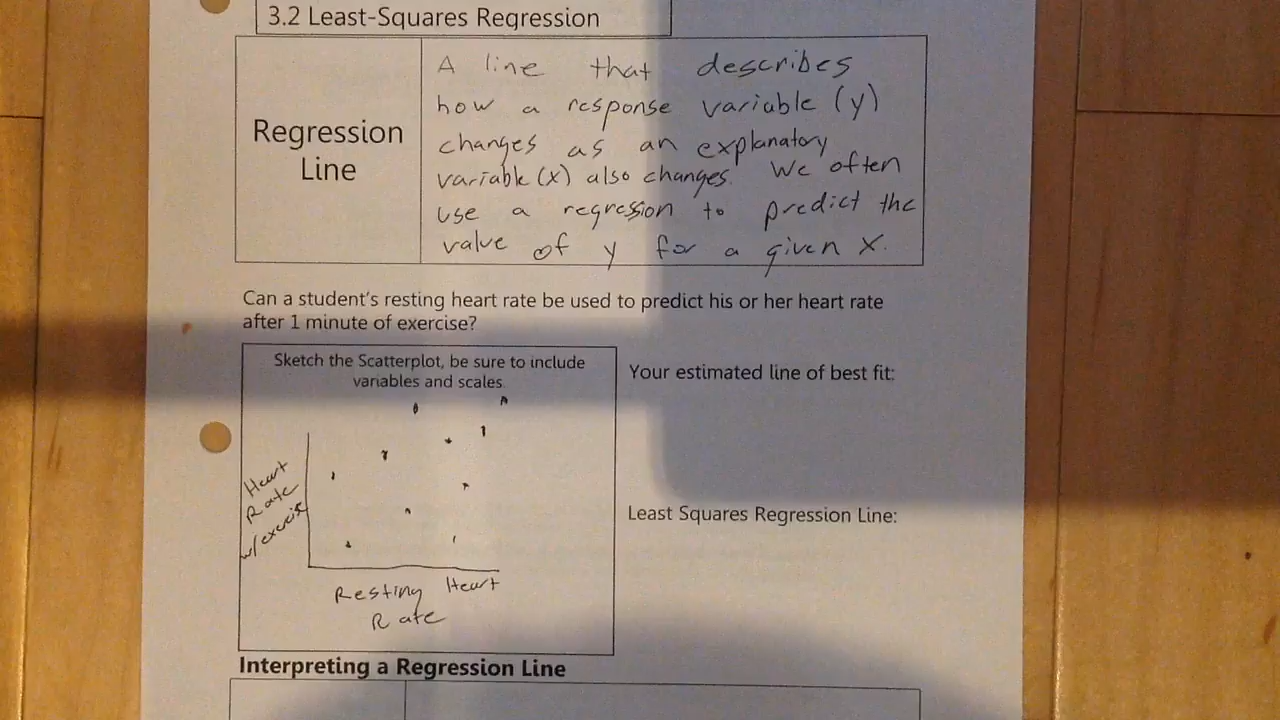 3.2 Least-Squares Regression
Regression
Line
A line that describes
how a response variable (y)
changes as an explanatory
variable (x) also changes. We often
use a regression to predict the
value of y for a given x.
Can a student's resting heart rate be used to predict his or her heart rate
after 1 minute of exercise?
Sketch the Scatterplot, be sure to include
variables and scales.
Heart
Rate
w/exercise
Resting Heart
Rate
Your estimated line of best fit:
Least Squares Regression Line:
Interpreting a Regression Line